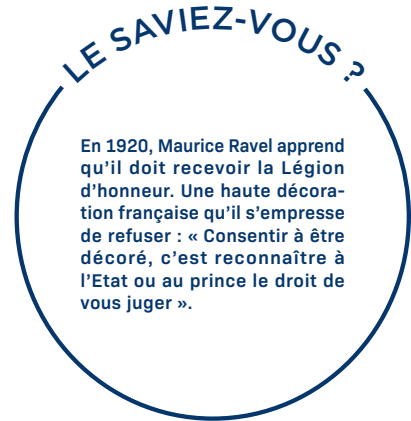 LE SAVIEZ-VOUS ?
En 1920, Maurice Ravel apprend
qu’il doit recevoir la Légion
d’honneur. Une haute décora-
tion française qu’il s’empresse
de refuser : « Consentir à être
décoré, c’est reconnaître à
l’Etat ou au prince le droit de
vous juger ».